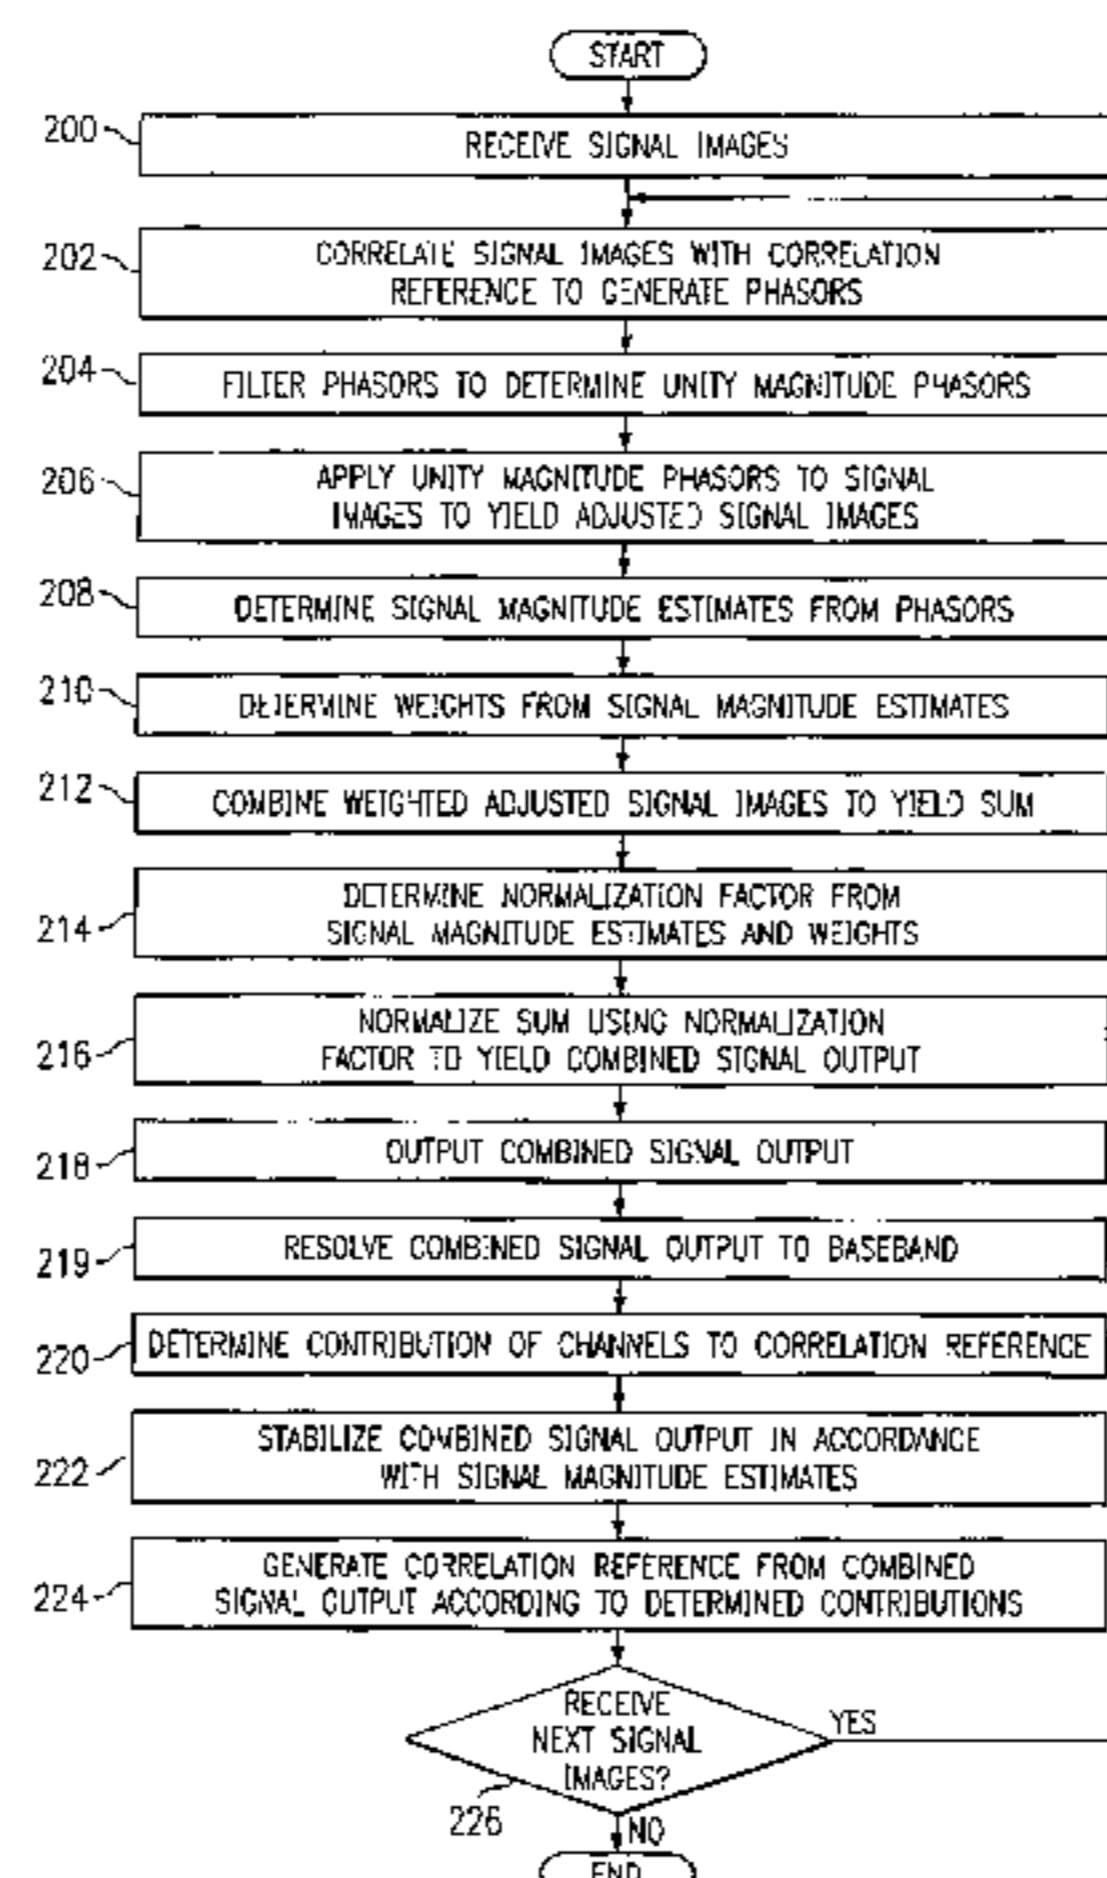 START
200
RECEIVE SIGNAL IMAGES
202
CORRELATE SIGNAL IMAGES WITH CORRELATION
REFERENCE TO GENERATE PHASORS
204
FILTER PHASORS TO DETERMINE UNITY MAGNITUDE PHASORS
206
APPLY UNITY MAGNITUDE PHASORS TO SIGNAL
IMAGES TO YIELD ADJUSTED SIGNAL IMAGES
208
DETERMINE SIGNAL MAGNITUDE ESTIMATES FROM PHASORS
210
DETERMINE WEIGHTS FROM SIGNAL MAGNITUDE ESTIMATES
212
COMBINE WEIGHTED ADJUSTED SIGNAL IMAGES TO YIELD SUM
214
DETERMINE NORMALIZATION FACTOR FROM
SIGNAL MAGNITUDE ESTIMATES AND WEIGHTS
216
NORMALIZE SUM USING NORMALIZATION
FACTOR TO YIELD COMBINED SIGNAL OUTPUT
218
OUTPUT COMBINED SIGNAL OUTPUT
219
RESOLVE COMBINED SIGNAL OUTPUT TO BASEBAND
220
DETERMINE CONTRIBUTION OF CHANNELS TO CORRELATION REFERENCE
222
STABILIZE COMBINED SIGNAL OUTPUT IN ACCORDANCE
WITH SIGNAL MAGNITUDE ESTIMATES
224
GENERATE CORRELATION REFERENCE FROM COMBINED
SIGNAL OUTPUT ACCORDING TO DETERMINED CONTRIBUTIONS
RECEIVE
NEXT SIGNAL
IMAGES?
YES
226
NO
END